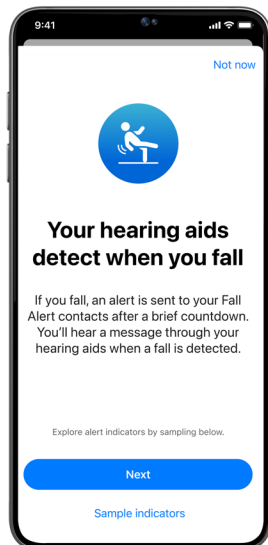 9:41
Not now
Your hearing aids
detect when you fall
If you fall, an alert is sent to your Fall
Alert contacts after a brief countdown.
You'll hear a message through your
hearing aids when a fall is detected.
Explore alert indicators by sampling below.
Next
Sample indicators